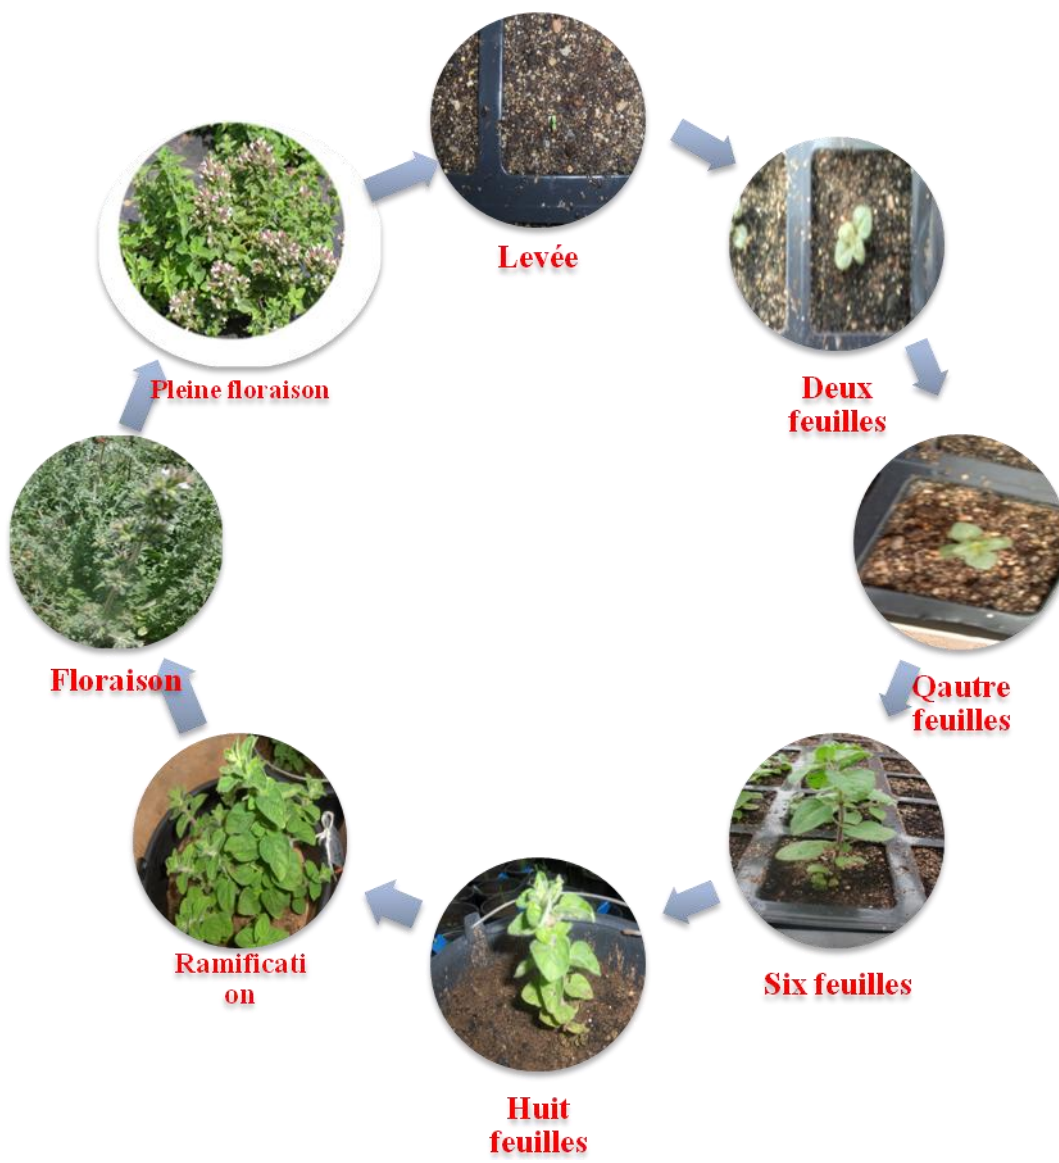 Levée
Deux
feuilles
Qautre
feuilles
Six feuilles
Huit
feuilles
Ramificati
on
Floraison
Pleine floraison